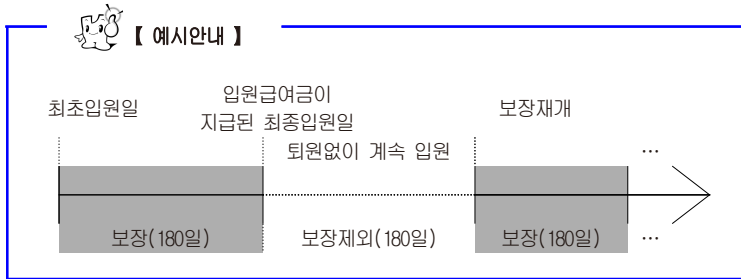 【 예시안내 】
최초입원일
입원급여금이
지급된 최종입원일
보장재개
퇴원없이 계속 입원
…
보장(180일)
보장제외(180일)
보장(180일)
…